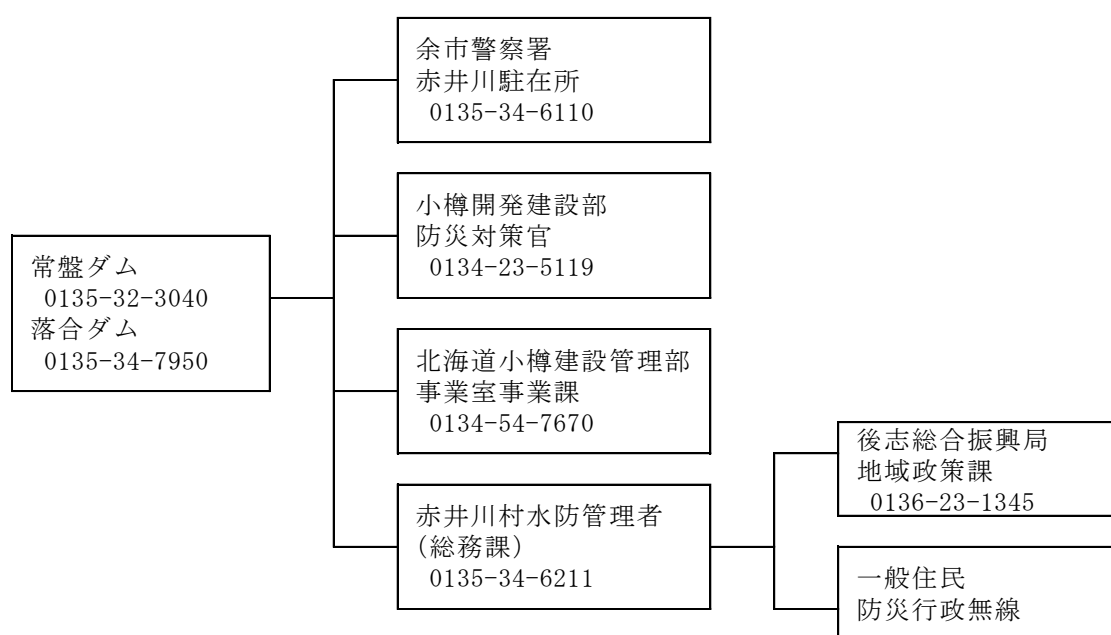 余市警察署
赤井川駐在所
0135-34-6110
小樽開発建設部
防災対策官
0134-23-5119
常盤ダム
0135-32-3040
落合ダム
0135-34-7950
北海道小樽建設管理部
事業室事業課
0134-54-7670
赤井川村水防管理者
(総務課)
0135-34-6211
後志総合振興局
地域政策課
0136-23-1345
一般住民
防災行政無線